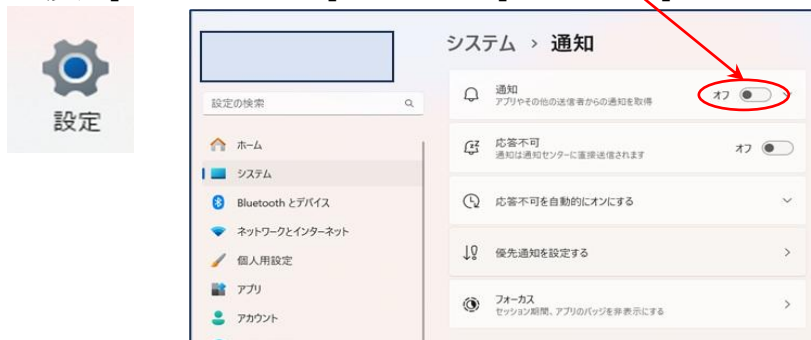 設定
システム › 通知
設定の検索
ホーム
システム
Bluetooth とデバイス
ネットワークとインターネット
個人用設定
アプリ
アカウント
通知
アプリやその他の送信者からの通知を取得
オフ
応答不可
通知は通知センターに直接送信されます
オフ
応答不可を自動的にオンにする
優先通知を設定する
フォーカス
セッション期間、アプリのバッジを非表示にする